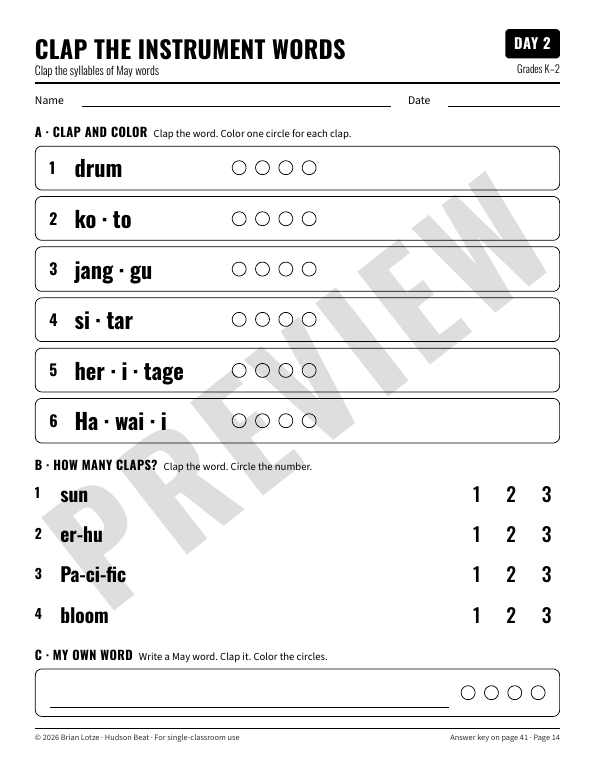 CLAP THE INSTRUMENT WORDS
DAY 2
Clap the syllables of May words
Grades K–2
Name
Date
A · CLAP AND COLOR Clap the word. Color one circle for each clap.
1 drum
2 ko · to
3 jang · gu
4 si · tar
5 her · i · tage
6 Ha · wai · i
B · HOW MANY CLAPS? Clap the word. Circle the number.
1 sun 1 2 3
2 er-hu 1 2 3
3 Pa-ci-fic 1 2 3
4 bloom 1 2 3
C · MY OWN WORD Write a May word. Clap it. Color the circles.
© 2026 Brian Lotze · Hudson Beat · For single-classroom use
Answer key on page 41 · Page 14
PREVIEW